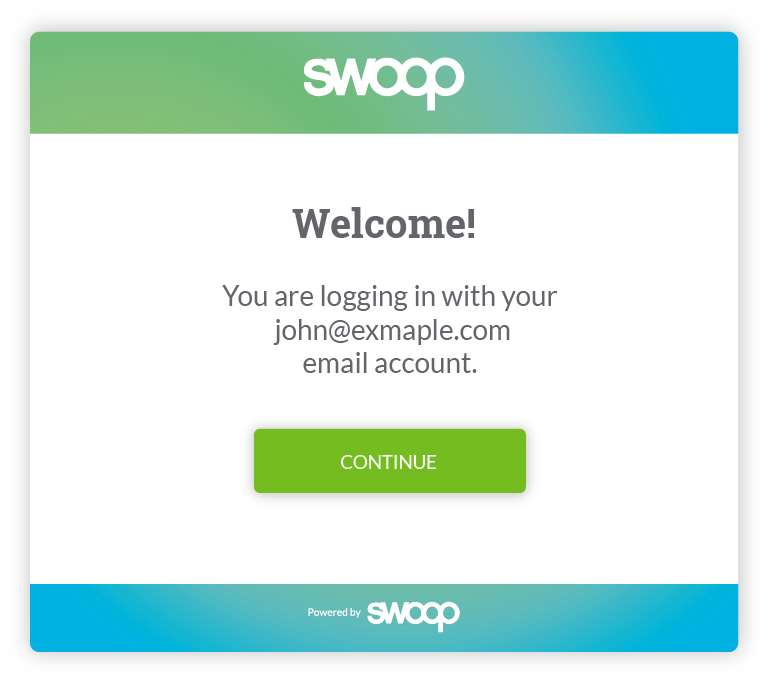 swoop
Welcome!
You are logging in with your
john@exmaple.com
email account.
CONTINUE
Powered by swoop